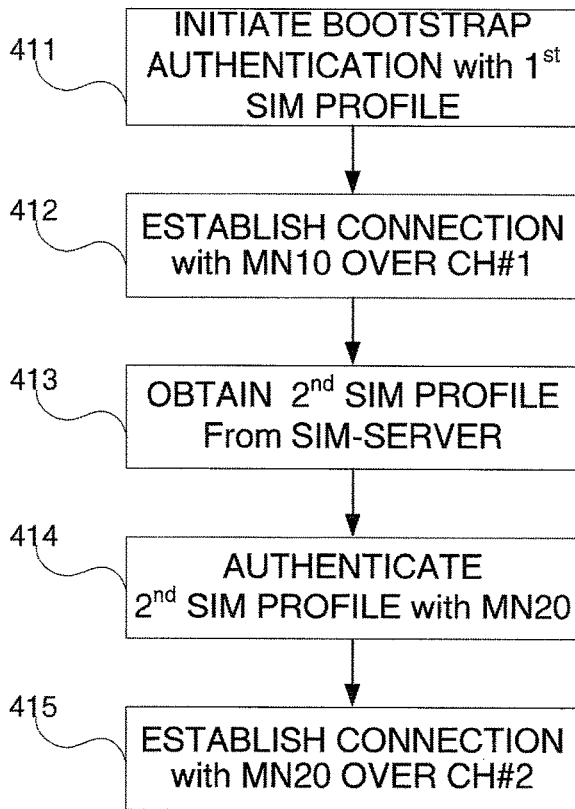 411
INITIATE BOOTSTRAP
AUTHENTICATION with 1st
SIM PROFILE
412
ESTABLISH CONNECTION
with MN10 OVER CH#1
413
OBTAIN 2nd SIM PROFILE
From SIM-SERVER
414
AUTHENTICATE
2nd SIM PROFILE with MN20
415
ESTABLISH CONNECTION
with MN20 OVER CH#2